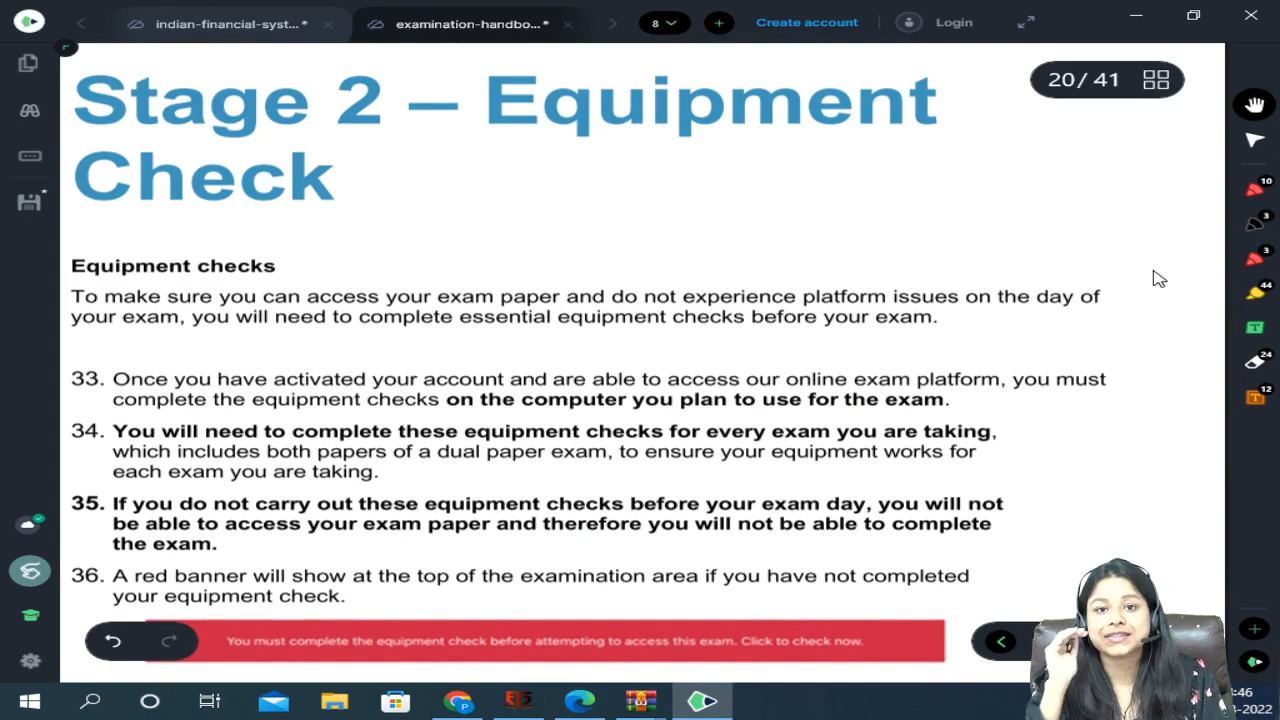 indian-financial-syst...*
examination-handbo...*
8
Create account
Login
Stage 2 – Equipment
Check
20/ 41
Equipment checks
To make sure you can access your exam paper and do not experience platform issues on the day of
your exam, you will need to complete essential equipment checks before your exam.
33. Once you have activated your account and are able to access our online exam platform, you must
complete the equipment checks on the computer you plan to use for the exam.
34. You will need to complete these equipment checks for every exam you are taking,
which includes both papers of a dual paper exam, to ensure your equipment works for
each exam you are taking.
35. If you do not carry out these equipment checks before your exam day, you will not
be able to access your exam paper and therefore you will not be able to complete
the exam.
36. A red banner will show at the top of the examination area if you have not completed
your equipment check.
You must complete the equipment check before attempting to access this exam. Click to check now.
10
3
3
44
T
24
T
12
P
:46
-2022